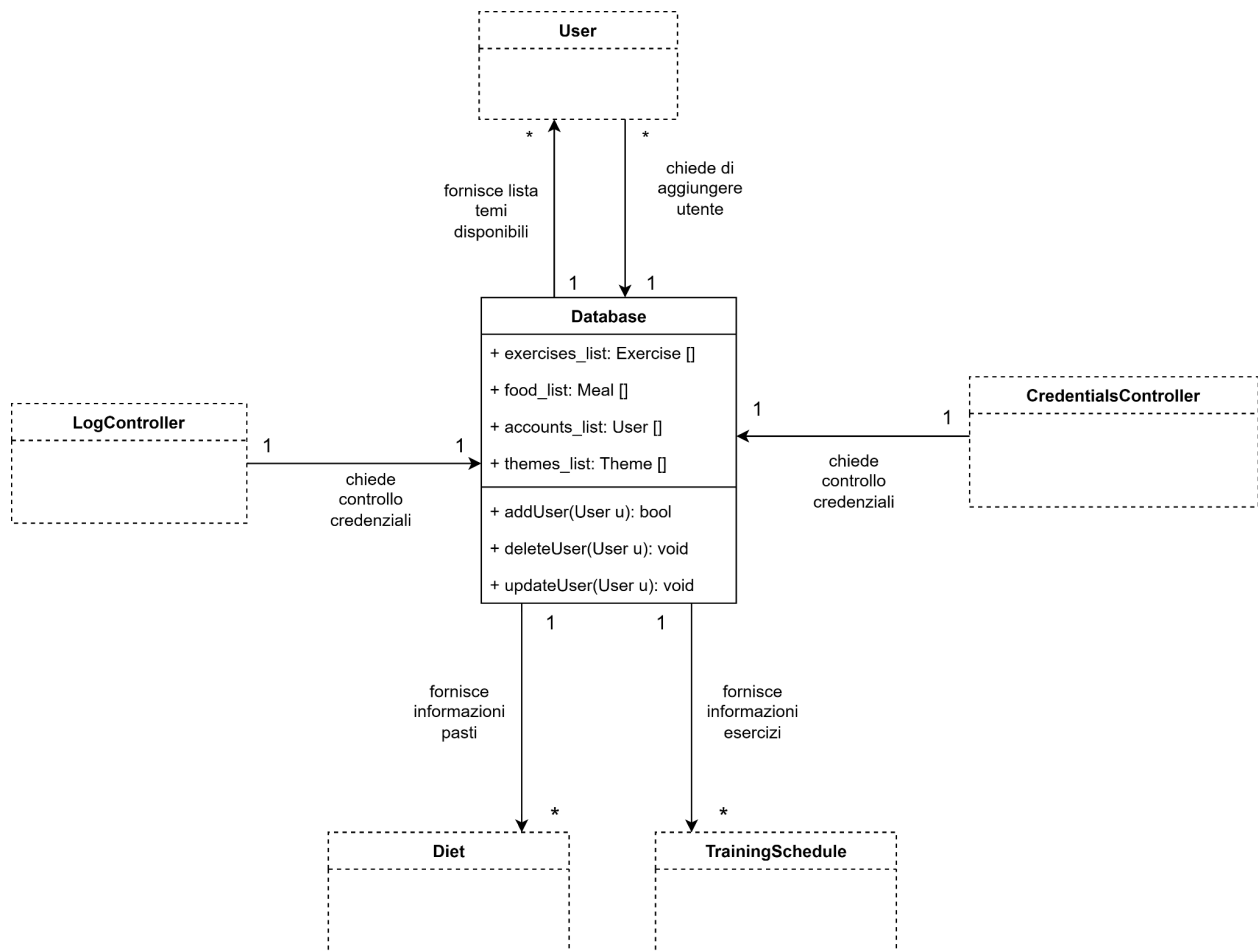 User
*
*
fornisce lista
temi
disponibili
chiede di
aggiungere
utente
1
1
Database
+ exercises_list: Exercise []
+ food_list: Meal []
+ accounts_list: User []
+ themes_list: Theme []
+ addUser(User u): bool
+ deleteUser(User u): void
+ updateUser(User u): void
LogController
1
1
chiede
controllo
credenziali
CredentialsController
1
1
chiede
controllo
credenziali
1
1
fornisce
informazioni
pasti
fornisce
informazioni
esercizi
*
*
Diet
TrainingSchedule